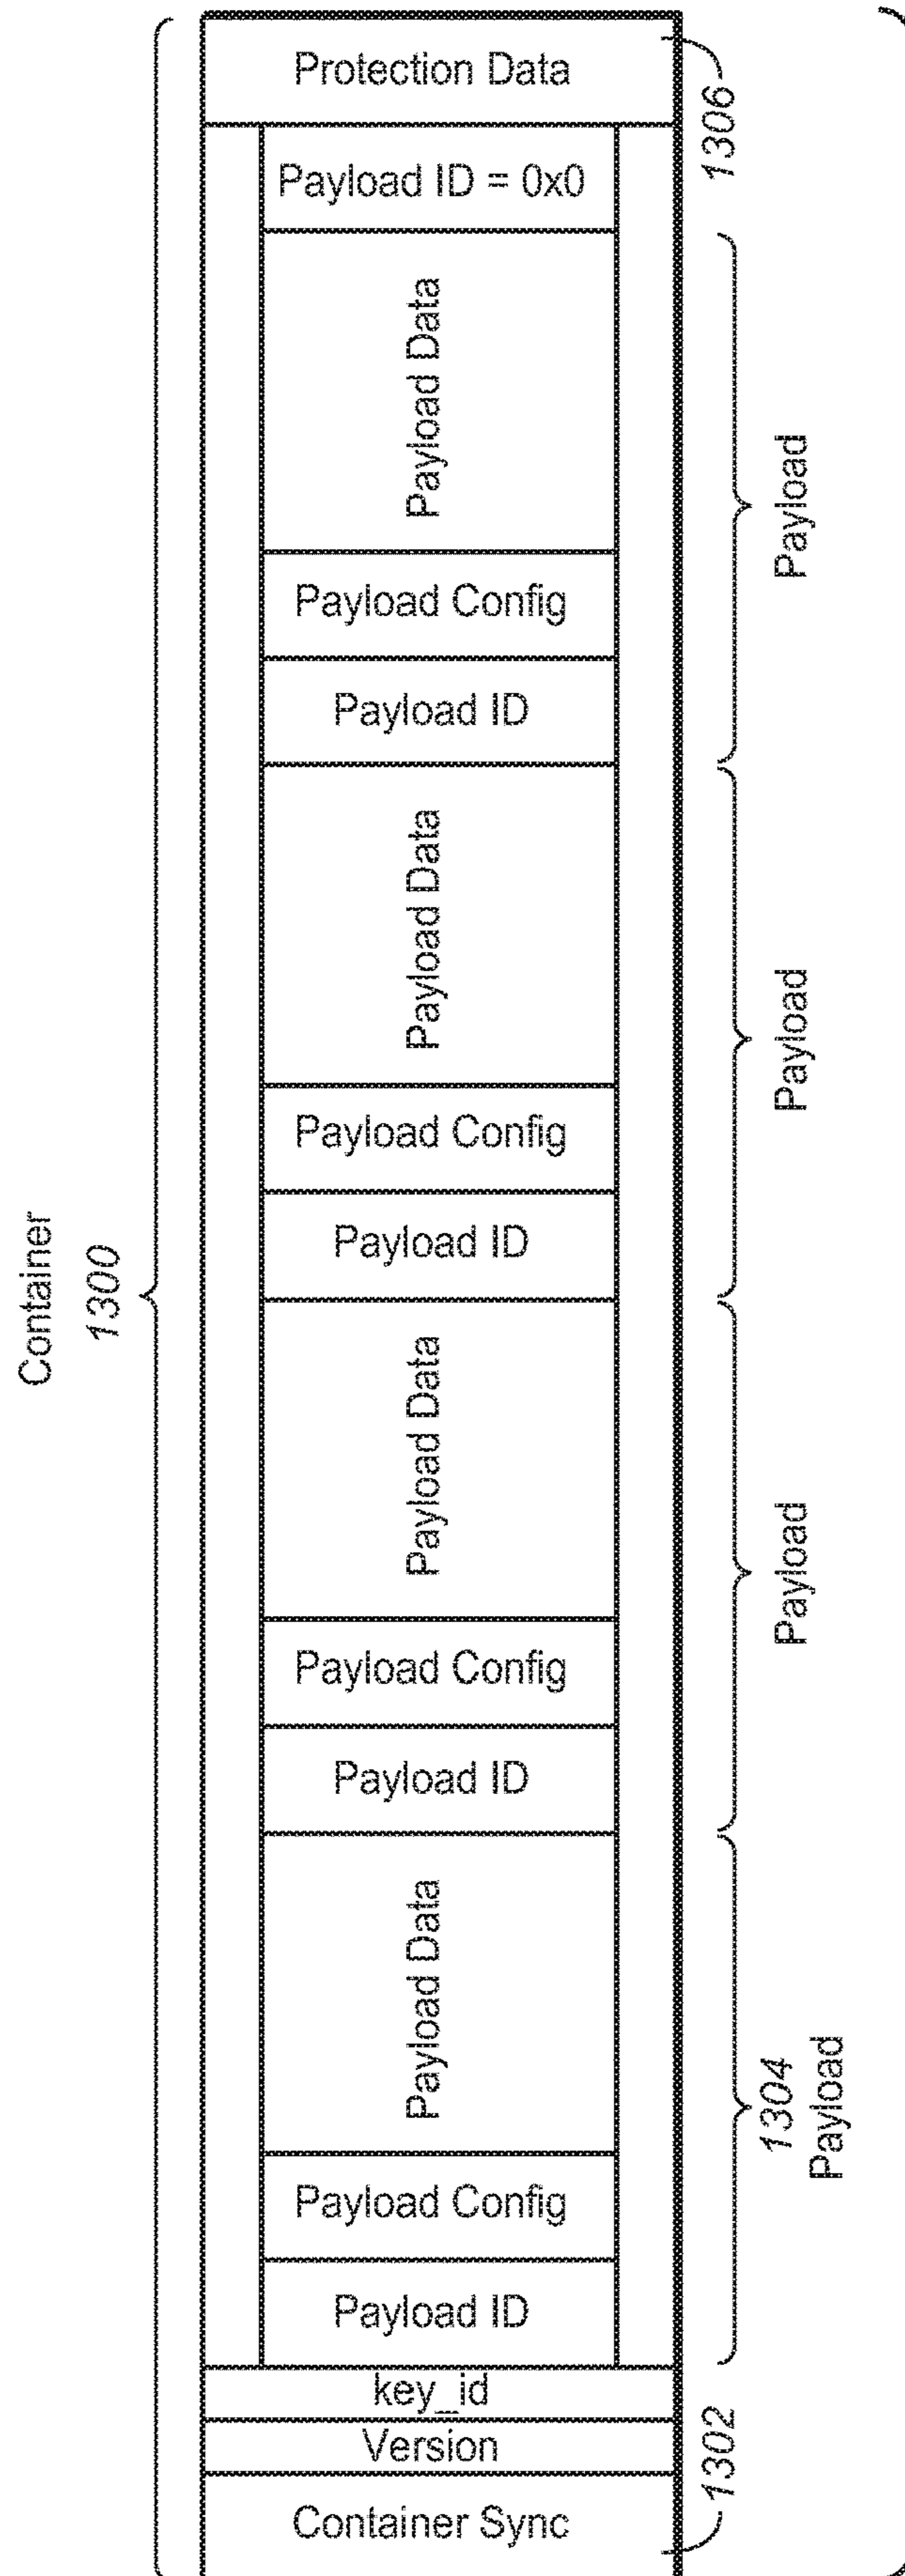 Container
1300
Protection Data
1306
Payload ID = 0x0
Payload Data
Payload
Payload Config
Payload ID
Payload Data
Payload
Payload Config
Payload ID
Payload Data
Payload
Payload Config
Payload ID
Payload Data
1304
Payload
Payload Config
Payload ID
key_id
Version
1302
Container Sync